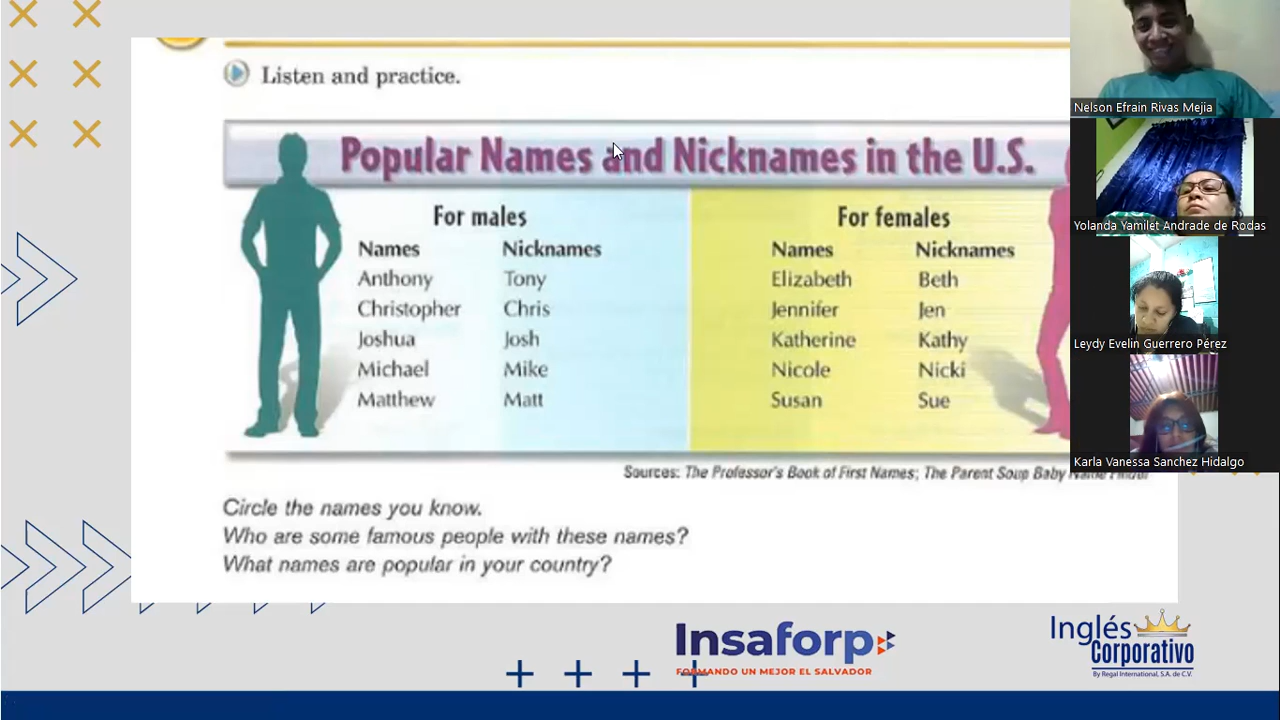 Listen and practice.
Popular Names and Nicknames in the U.S.
For males
Names Nicknames
Anthony Tony
Christopher Chris
Joshua Josh
Michael Mike
Matthew Matt
For females
Names Nicknames
Elizabeth Beth
Jennifer Jen
Katherine Kathy
Nicole Nicki
Susan Sue
Sources: The Professor's Book of First Names; The Parent Soup Baby Name Finder
Circle the names you know.
Who are some famous people with these names?
What names are popular in your country?
Nelson Efrain Rivas Mejia
Yolanda Yamilet Andrade de Rodas
Leydy Evelin Guerrero Pérez
Karla Vanessa Sanchez Hidalgo
Insaforp
FORMANDO UN MEJOR EL SALVADOR
Inglés
Corporativo
By Regal International, S.A. de C.V.